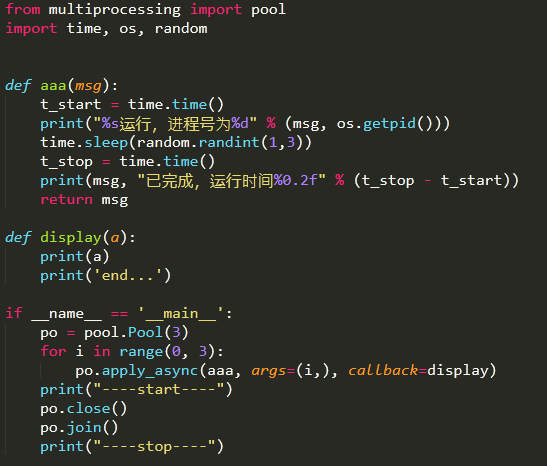 from multiprocessing import pool
import time, os, random
def aaa(msg):
    t_start = time.time()
    print("%s运行，进程号为%d" % (msg, os.getpid()))
    time.sleep(random.randint(1,3))
    t_stop = time.time()
    print(msg, "已完成，运行时间%0.2f" % (t_stop - t_start))
    return msg
def display(a):
    print(a)
    print('end...')
if __name__ == '__main__':
    po = pool.Pool(3)
    for i in range(0, 3):
        po.apply_async(aaa, args=(i,), callback=display)
    print("----start----")
    po.close()
    po.join()
    print("----stop----")